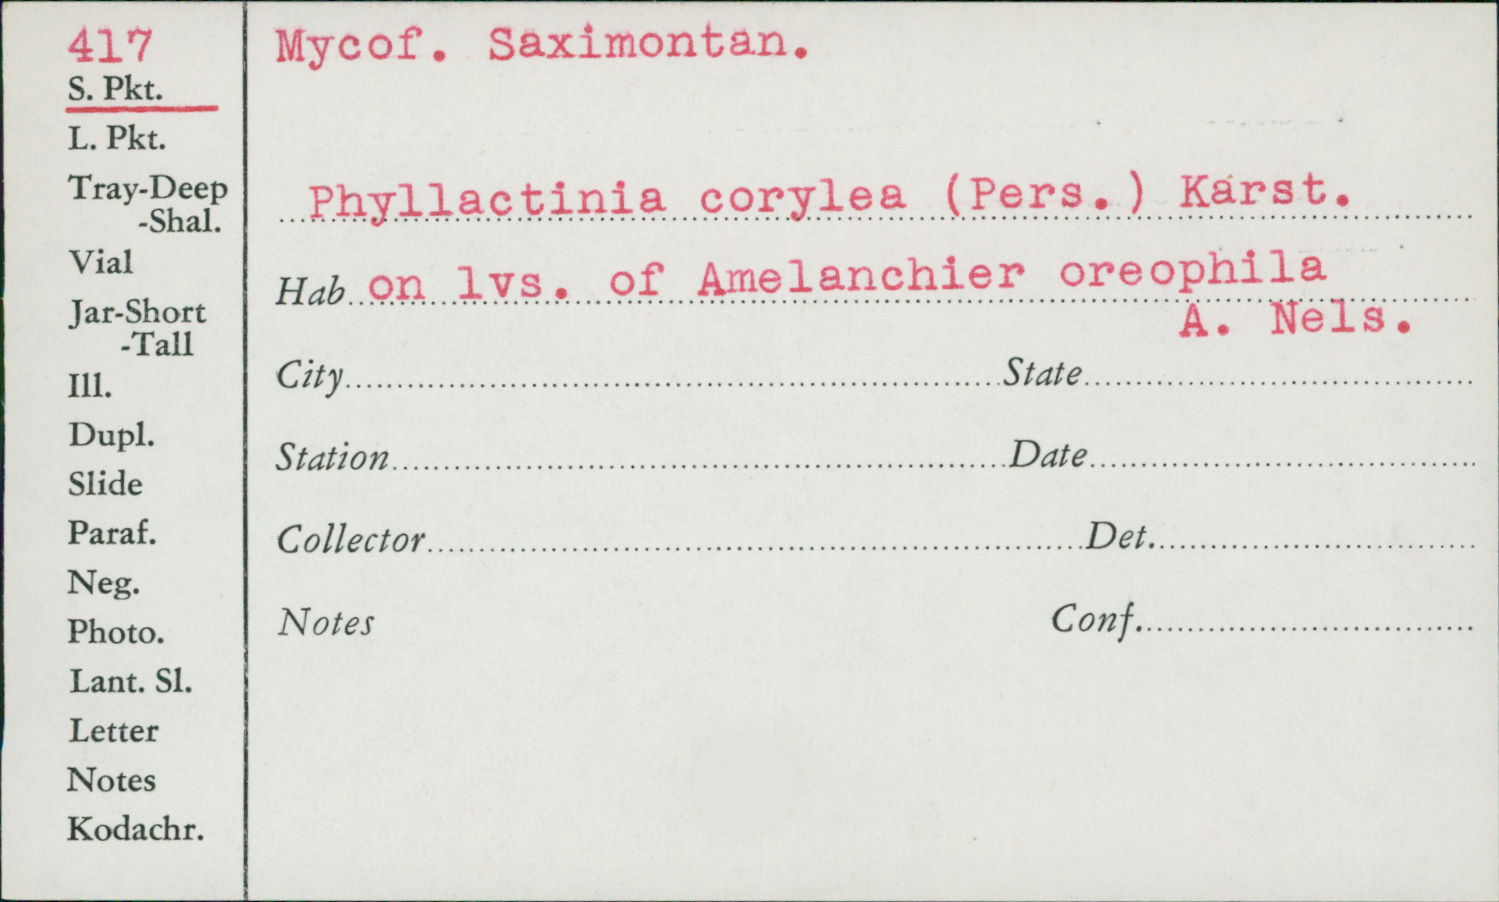 417
S. Pkt.
L. Pkt.
Tray-Deep
-Shal.
Vial
Jar-Short
-Tall
Ill.
Dupl.
Slide
Paraf.
Neg.
Photo.
Lant. Sl.
Letter
Notes
Kodachr.
Mycof. Saximontan.
Phyllactinia corylea (Pers.) Karst.
Hab. on lvs. of Amelanchier oreophila
A. Nels.
City State
Station Date
Collector Det.
Notes Conf.